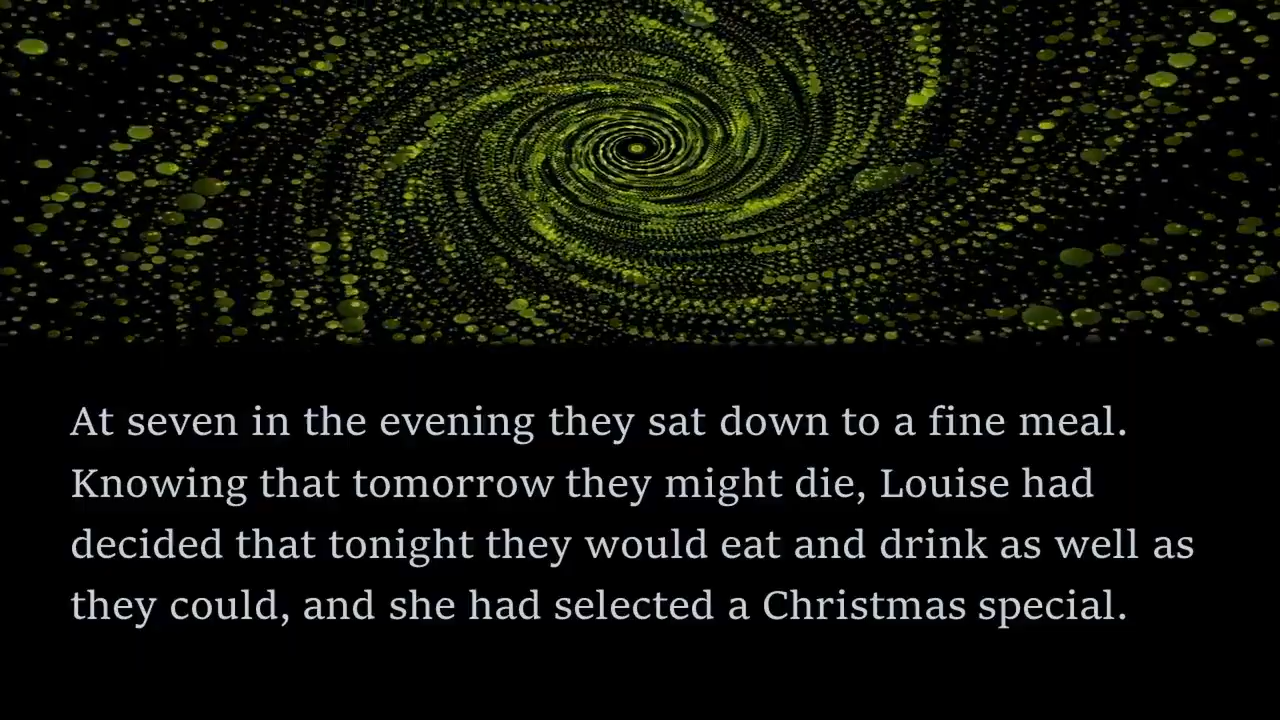 At seven in the evening they sat down to a fine meal.
Knowing that tomorrow they might die, Louise had
decided that tonight they would eat and drink as well as
they could, and she had selected a Christmas special.